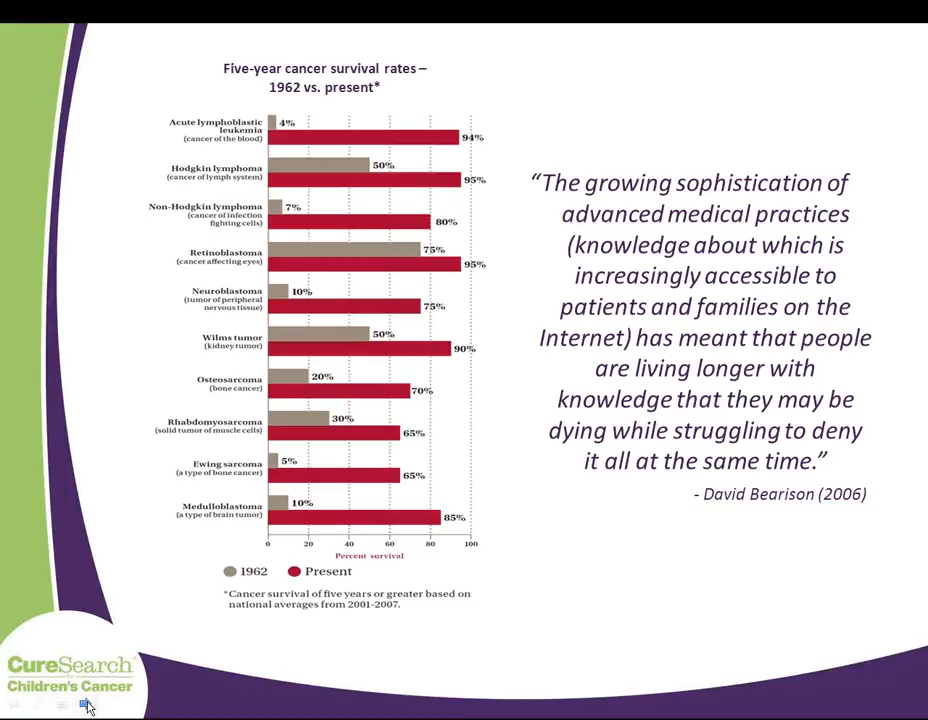 Five-year cancer survival rates –
1962 vs. present*
Acute lymphoblastic
leukemia
(cancer of the blood)
4%
94%
Hodgkin lymphoma
(cancer of lymph system)
50%
95%
Non-Hodgkin lymphoma
(cancer of infection
fighting cells)
7%
80%
Retinoblastoma
(cancer affecting eyes)
75%
95%
Neuroblastoma
(tumor of peripheral
nervous tissue)
10%
75%
Wilms tumor
(kidney tumor)
50%
90%
Osteosarcoma
(bone cancer)
20%
70%
Rhabdomyosarcoma
(solid tumor of muscle cells)
30%
65%
Ewing sarcoma
(a type of bone cancer)
5%
65%
Medulloblastoma
(a type of brain tumor)
10%
85%
0 20 40 60 80 100
Percent survival
1962 Present
*Cancer survival of five years or greater based on
national averages from 2001-2007.
“The growing sophistication of
advanced medical practices
(knowledge about which is
increasingly accessible to
patients and families on the
Internet) has meant that people
are living longer with
knowledge that they may be
dying while struggling to deny
it all at the same time.”
- David Bearison (2006)
CureSearch
Children's Cancer